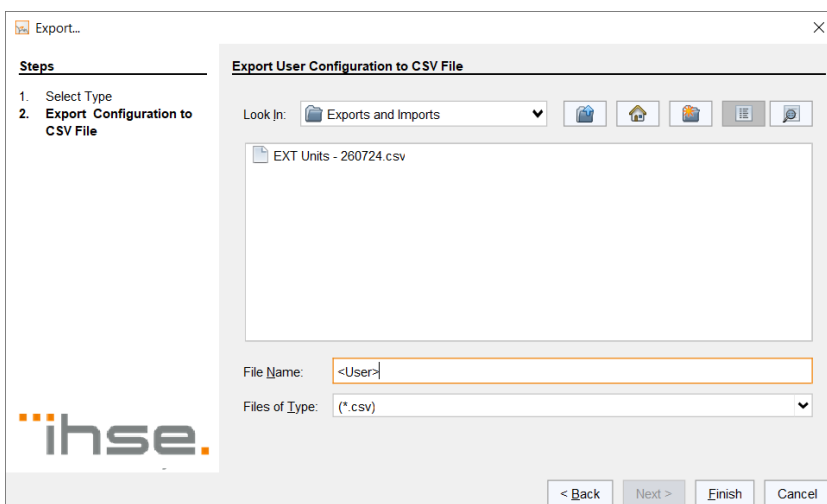 Export...
Steps
1. Select Type
2. Export Configuration to
CSV File
Export User Configuration to CSV File
Look In: Exports and Imports
EXT Units - 260724.csv
File Name: <User>
Files of Type: (*.csv)
ihse.
< Back Next > Finish Cancel